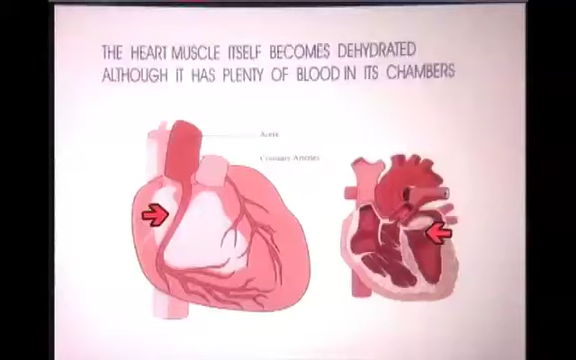 THE HEART MUSCLE ITSELF BECOMES DEHYDRATED
ALTHOUGH IT HAS PLENTY OF BLOOD IN ITS CHAMBERS
Aorta
Coronary Arteries